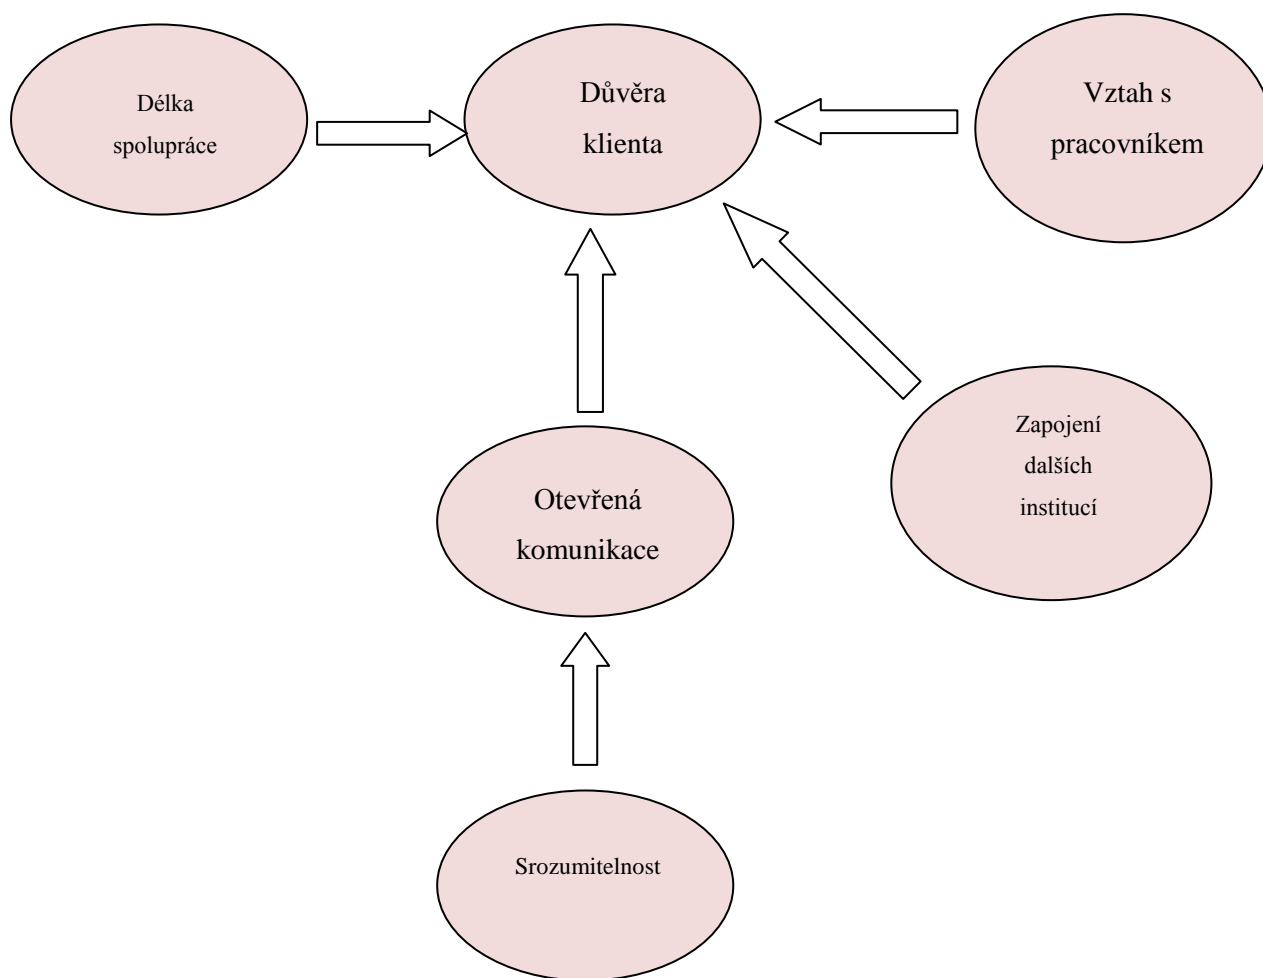 Délka
spolupráce
Důvěra
klienta
Vztah s
pracovníkem
Zapojení
dalších
institucí
Otevřená
komunikace
Srozumitelnost